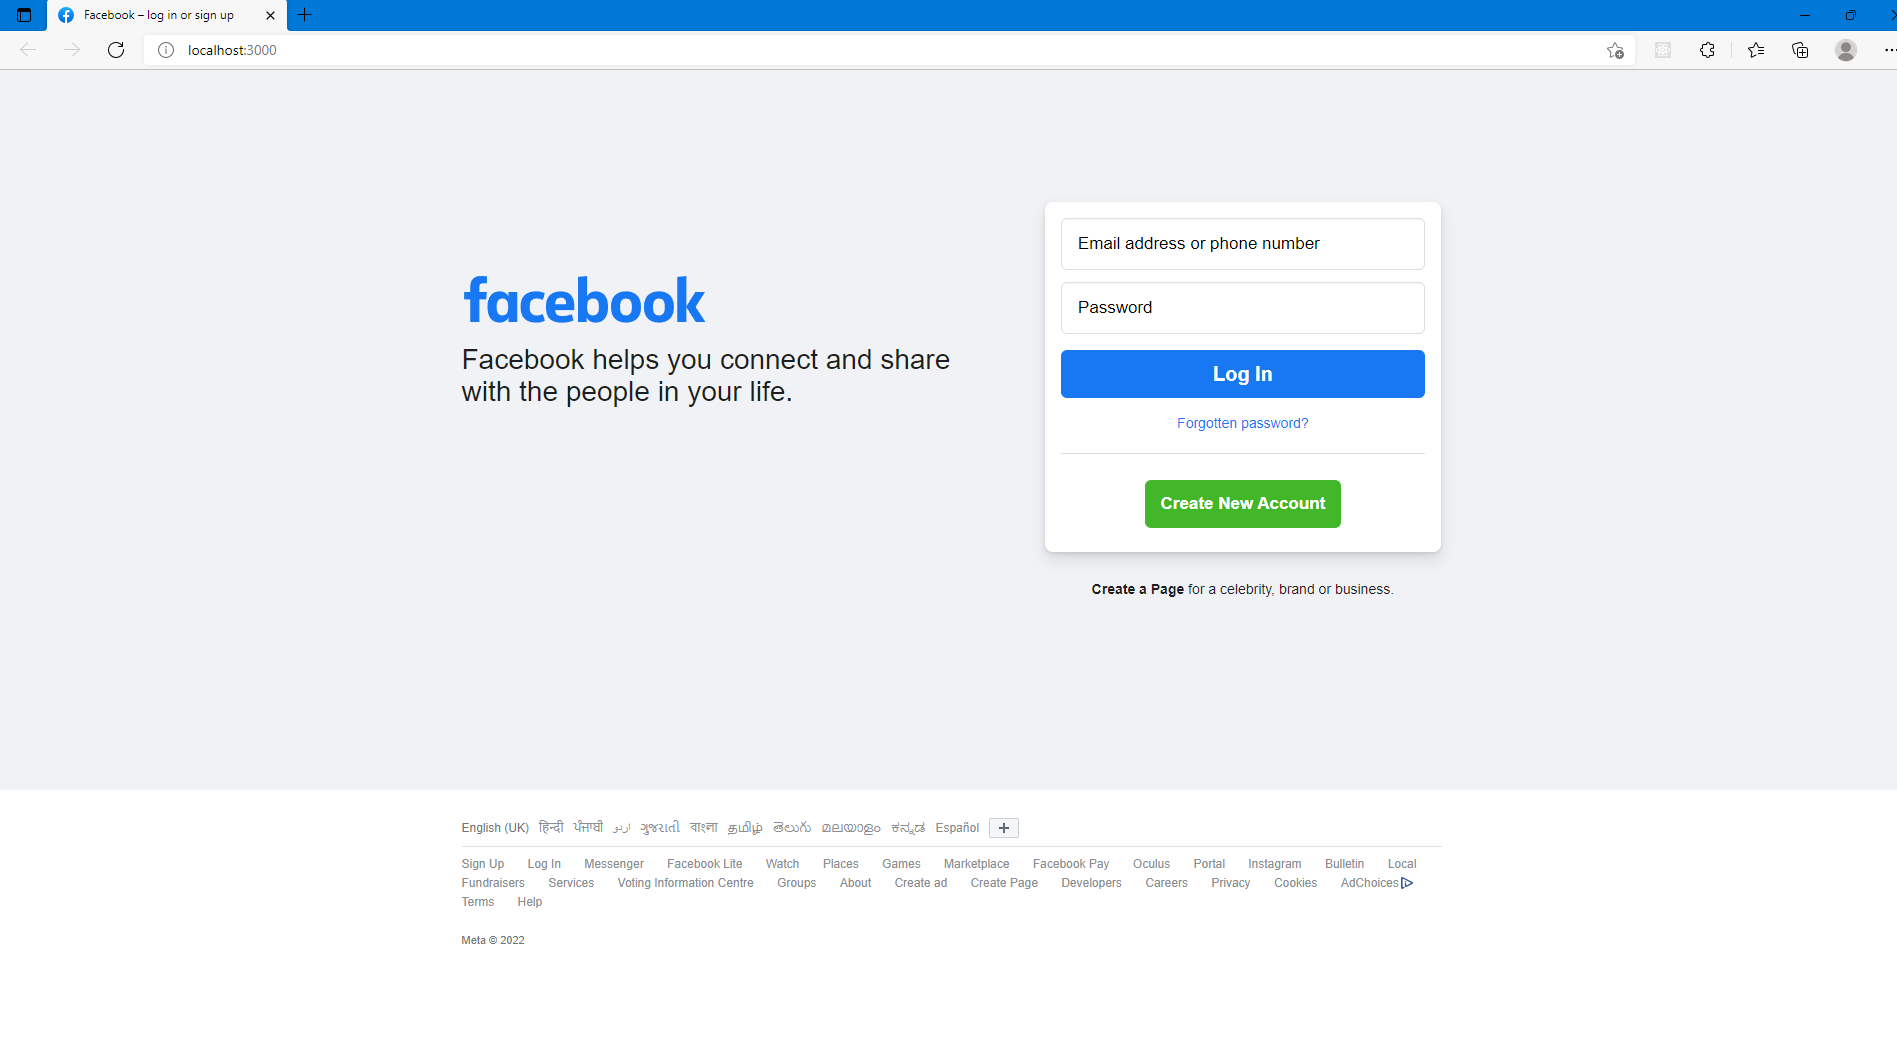 Facebook – log in or sign up
localhost:3000
facebook
Facebook helps you connect and share
with the people in your life.
Email address or phone number
Password
Log In
Forgotten password?
Create New Account
Create a Page for a celebrity, brand or business.
English (UK) हिन्दी ਪੰਜਾਬੀ اردو ગુજરાતી বাংলা தமிழ் తెలుగు മലയാളം ಕನ್ನಡ Español +
Sign Up Log In Messenger Facebook Lite Watch Places Games Marketplace Facebook Pay Oculus Portal Instagram Bulletin Local
Fundraisers Services Voting Information Centre Groups About Create ad Create Page Developers Careers Privacy Cookies AdChoices
Terms Help
Meta © 2022